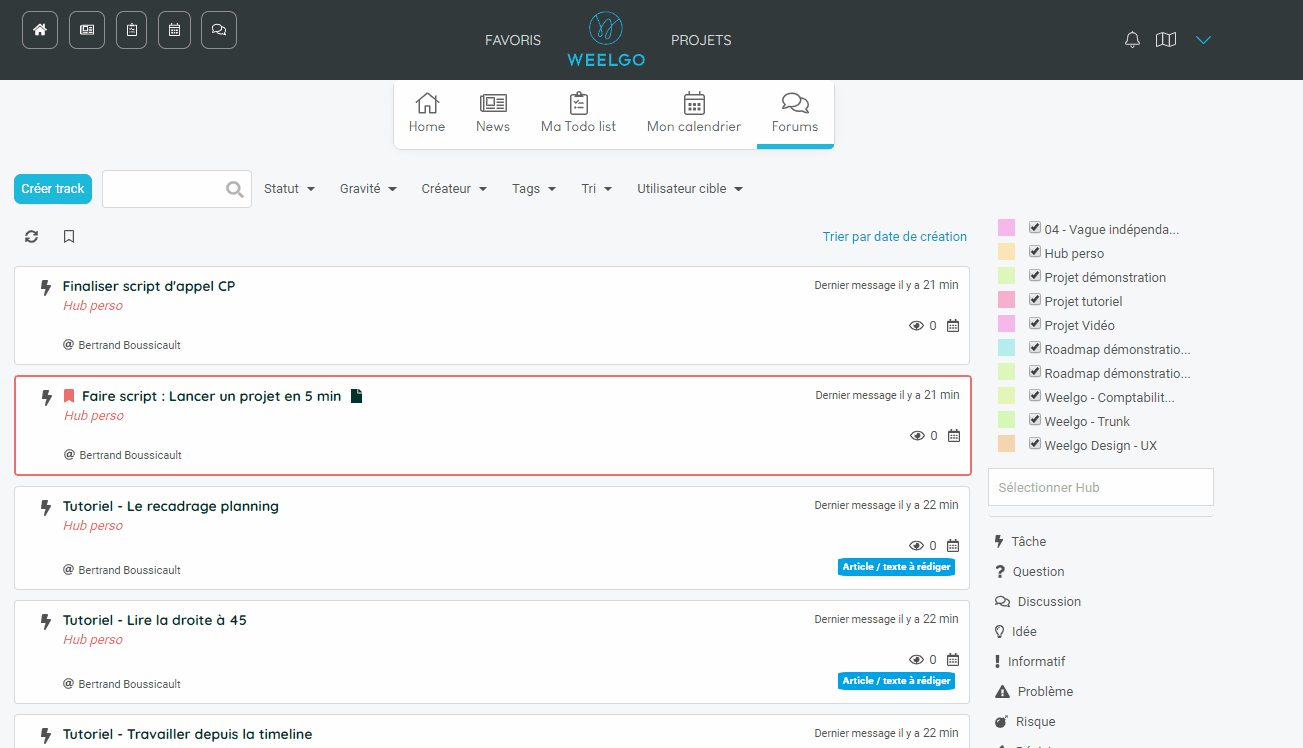 FAVORIS
WEELGO
PROJETS
Home
News
Ma Todo list
Mon calendrier
Forums
Créer track
Statut
Gravité
Créateur
Tags
Tri
Utilisateur cible
Trier par date de création
Finaliser script d'appel CP
Dernier message il y a 21 min
Hub perso
0
@ Bertrand Boussicault
Faire script : Lancer un projet en 5 min
Dernier message il y a 21 min
Hub perso
0
@ Bertrand Boussicault
Tutoriel - Le recadrage planning
Dernier message il y a 22 min
Hub perso
0
@ Bertrand Boussicault
Article / texte à rédiger
Tutoriel - Lire la droite à 45
Dernier message il y a 22 min
Hub perso
0
@ Bertrand Boussicault
Article / texte à rédiger
Tutoriel - Travailler depuis la timeline
Dernier message il y a 22 min
04 - Vague indépenda...
Hub perso
Projet démonstration
Projet tutoriel
Projet Vidéo
Roadmap démonstratio...
Roadmap démonstratio...
Weelgo - Comptabilit...
Weelgo - Trunk
Weelgo Design - UX
Sélectionner Hub
Tâche
Question
Discussion
Idée
Informatif
Problème
Risque